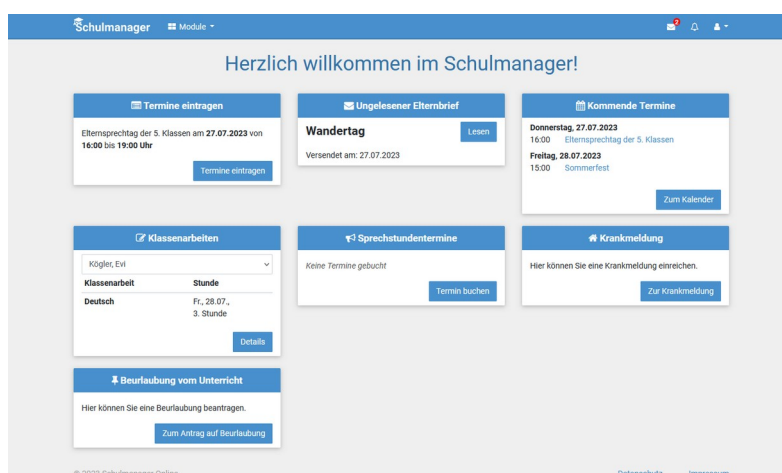 Schulmanager Module 2
Herzlich willkommen im Schulmanager!
Termine eintragen
Elternsprechtag der 5. Klassen am 27.07.2023 von
16:00 bis 19:00 Uhr
Termine eintragen
Ungelesener Elternbrief
Wandertag Lesen
Versendet am: 27.07.2023
Kommende Termine
Donnerstag, 27.07.2023
16:00 Elternsprechtag der 5. Klassen
Freitag, 28.07.2023
15:00 Sommerfest
Zum Kalender
Klassenarbeiten
Kögler, Evi
Klassenarbeit Stunde
Deutsch Fr., 28.07.,
3. Stunde
Details
Sprechstundentermine
Keine Termine gebucht
Termin buchen
Krankmeldung
Hier können Sie eine Krankmeldung einreichen.
Zur Krankmeldung
Beurlaubung vom Unterricht
Hier können Sie eine Beurlaubung beantragen.
Zum Antrag auf Beurlaubung
Schulmanager Online Datenschutz Impressum